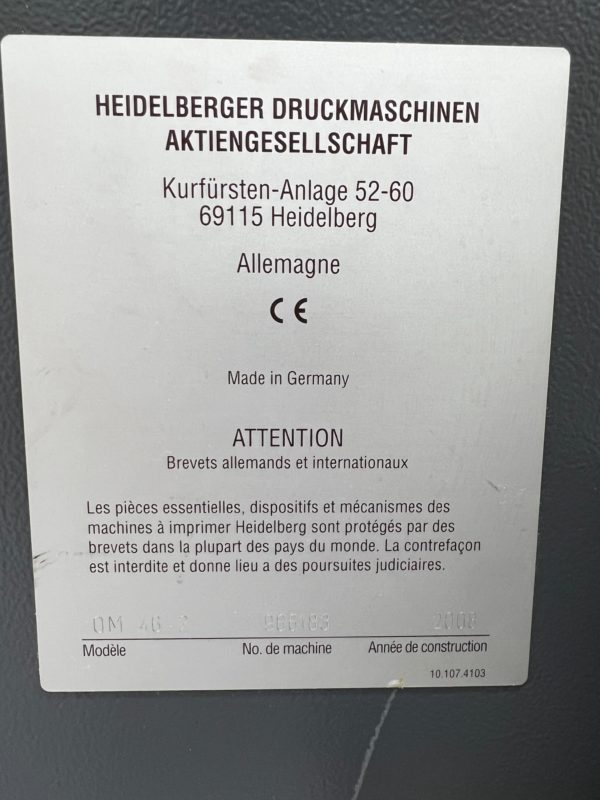 HEIDELBERGER DRUCKMASCHINEN
AKTIENGESELLSCHAFT
Kurfürsten-Anlage 52-60
69115 Heidelberg
Allemagne
CE
Made in Germany
ATTENTION
Brevets allemands et internationaux
Les pièces essentielles, dispositifs et mécanismes des
machines à imprimer Heidelberg sont protégés par des
brevets dans la plupart des pays du monde. La contrefaçon
est interdite et donne lieu a des poursuites judiciaires.
46-2
Modèle No. de machine Année de construction
10.107.4103